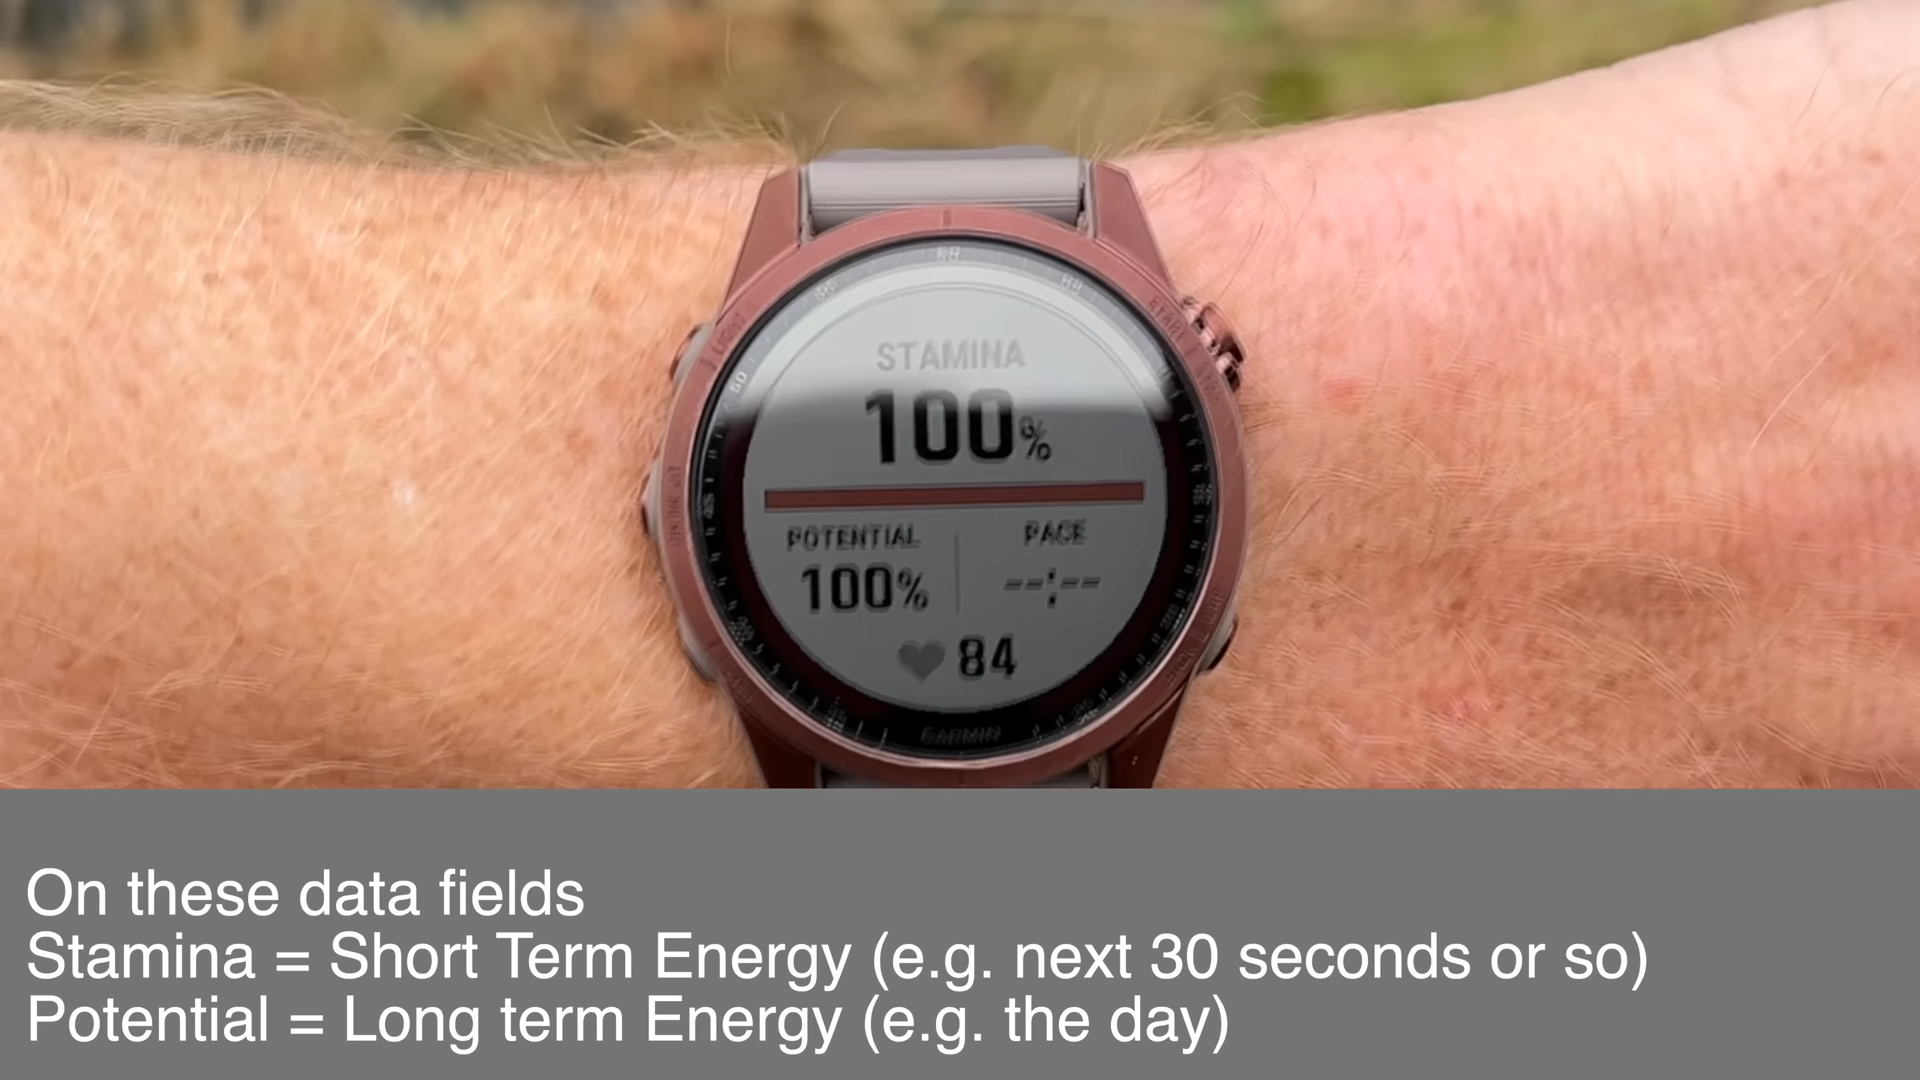 STAMINA
100%
POTENTIAL PACE
100% --:--
84
GARMIN
On these data fields
Stamina = Short Term Energy (e.g. next 30 seconds or so)
Potential = Long term Energy (e.g. the day)